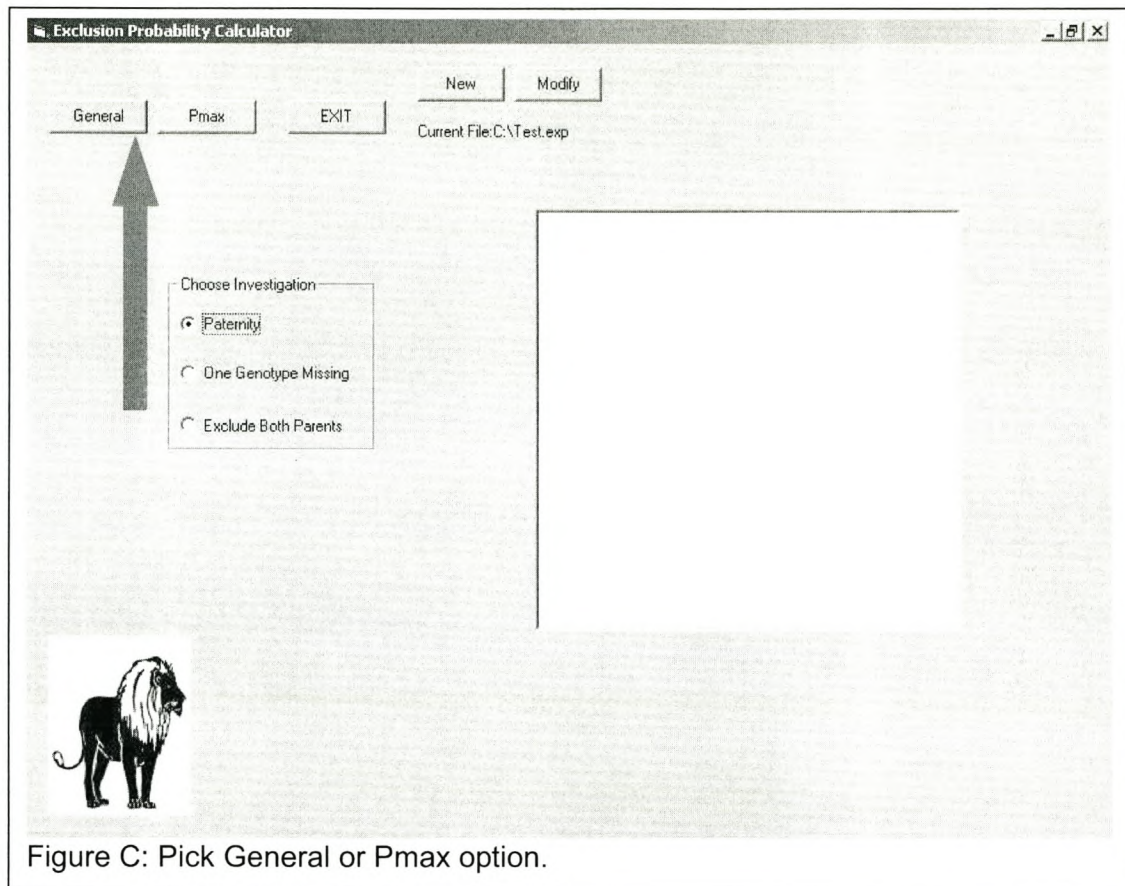 Exclusion Probability Calculator
New Modify
General Pmax EXIT
Current File:C:\Test.exp
Choose Investigation
Paternity
One Genotype Missing
Exclude Both Parents
Figure C: Pick General or Pmax option.